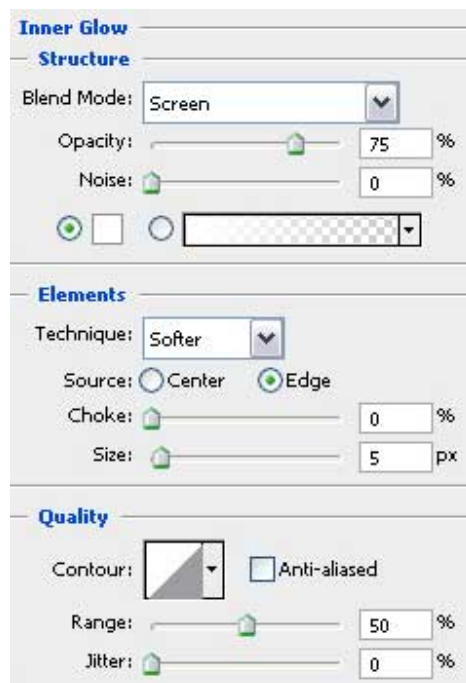 Inner Glow
Structure
Blend Mode: Screen
Opacity: 75 %
Noise: 0 %
Elements
Technique: Softer
Source: Center Edge
Choke: 0 %
Size: 5 px
Quality
Contour: Anti-aliased
Range: 50 %
Jitter: 0 %